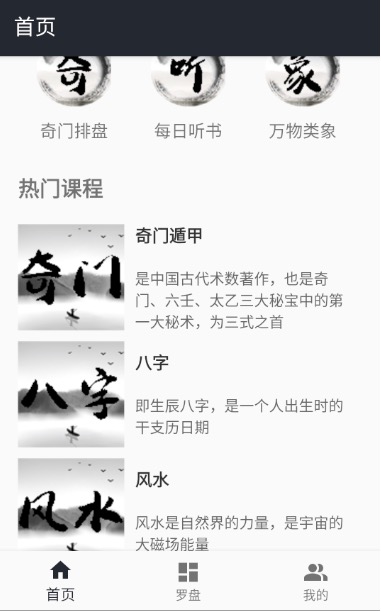 首页
奇 听 象
奇门排盘 每日听书 万物类象
热门课程
奇门
奇门遁甲
是中国古代术数著作，也是奇
门、六壬、太乙三大秘宝中的第
一大秘术，为三式之首
八字
八字
即生辰八字，是一个人出生时的
干支历日期
风水
风水
风水是自然界的力量，是宇宙的
大磁场能量
首页 罗盘 我的